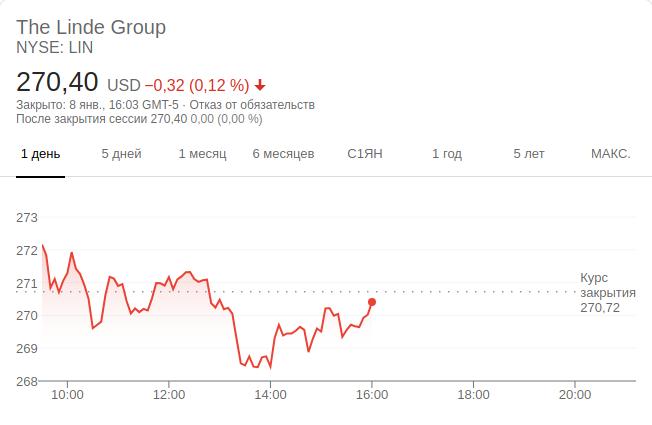 The Linde Group
NYSE: LIN
270,40 USD −0,32 (0,12 %)
Закрыто: 8 янв., 16:03 GMT-5 · Отказ от обязательств
После закрытия сессии 270,40 0,00 (0,00 %)
1 день 5 дней 1 месяц 6 месяцев С1ЯН 1 год 5 лет МАКС.
273
272
271
270
269
268
Курс
закрытия
270,72
10:00 12:00 14:00 16:00 18:00 20:00